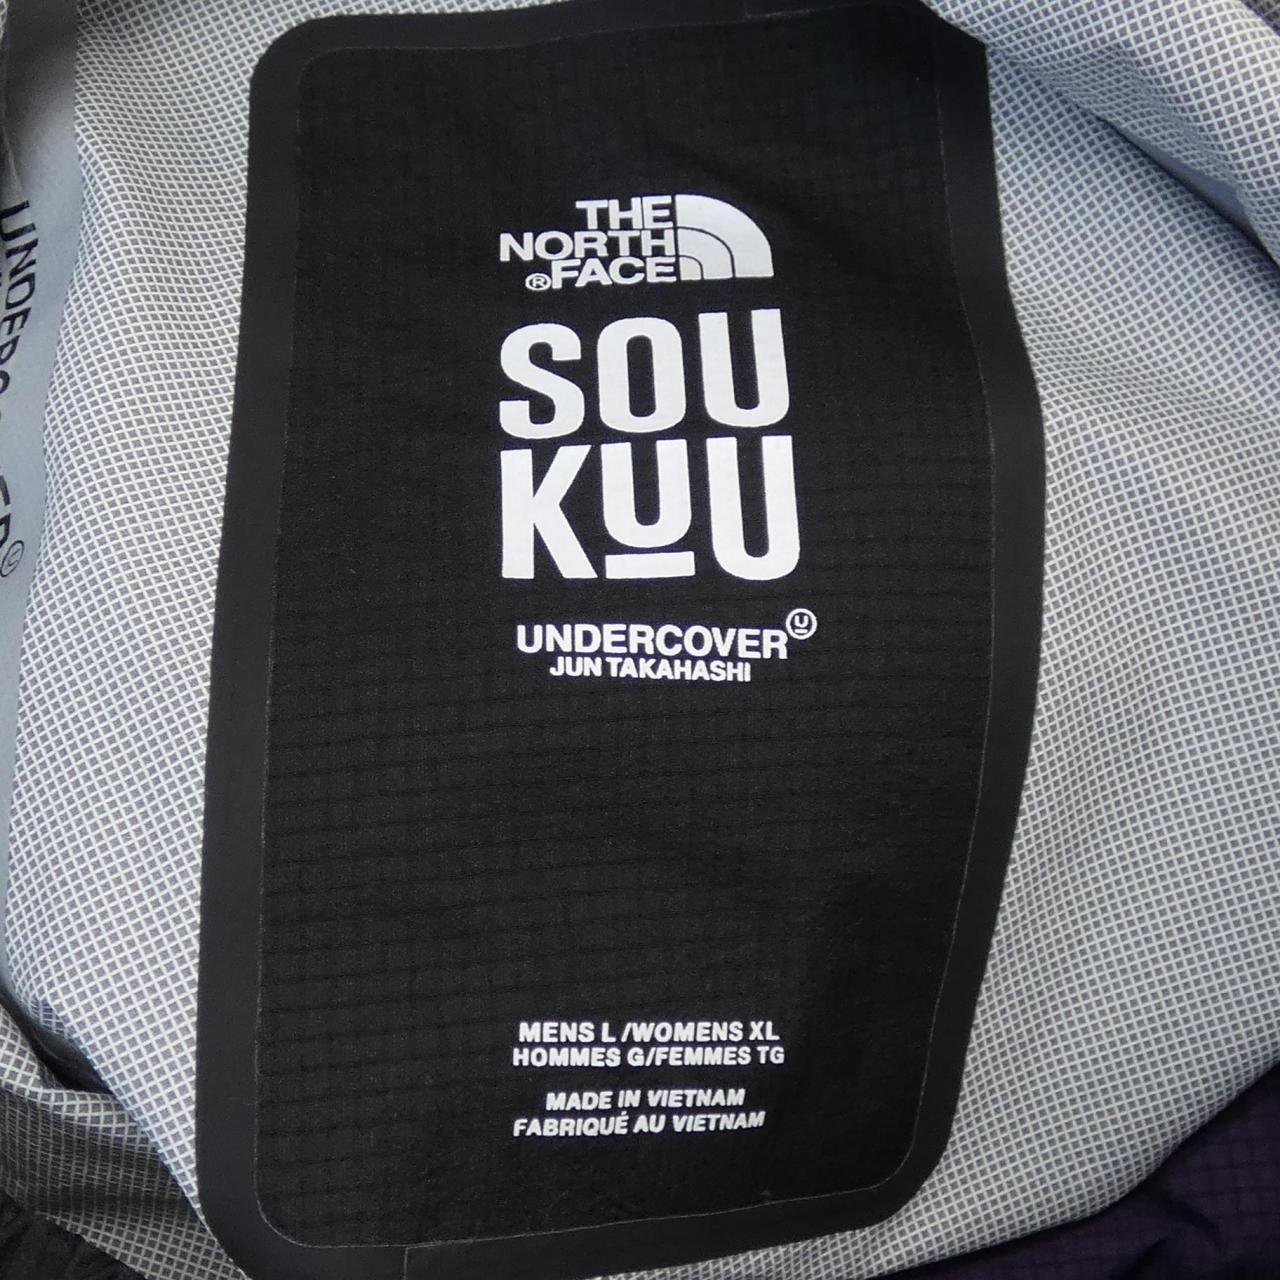 THE
NORTH
®FACE
SOU
KUU
UNDERCOVER
JUN TAKAHASHI
MENS L /WOMENS XL
HOMMES G/FEMMES TG
MADE IN VIETNAM
FABRIQUÉ AU VIETNAM